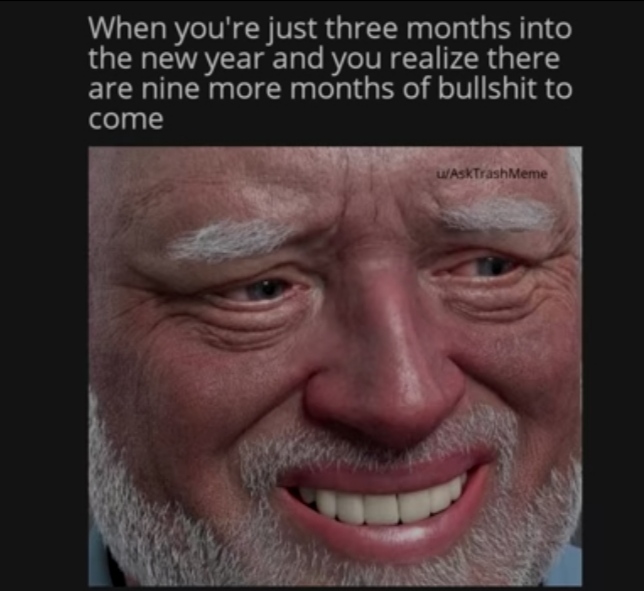 When you're just three months into
the new year and you realize there
are nine more months of bullshit to
come
u/AskTrashMeme